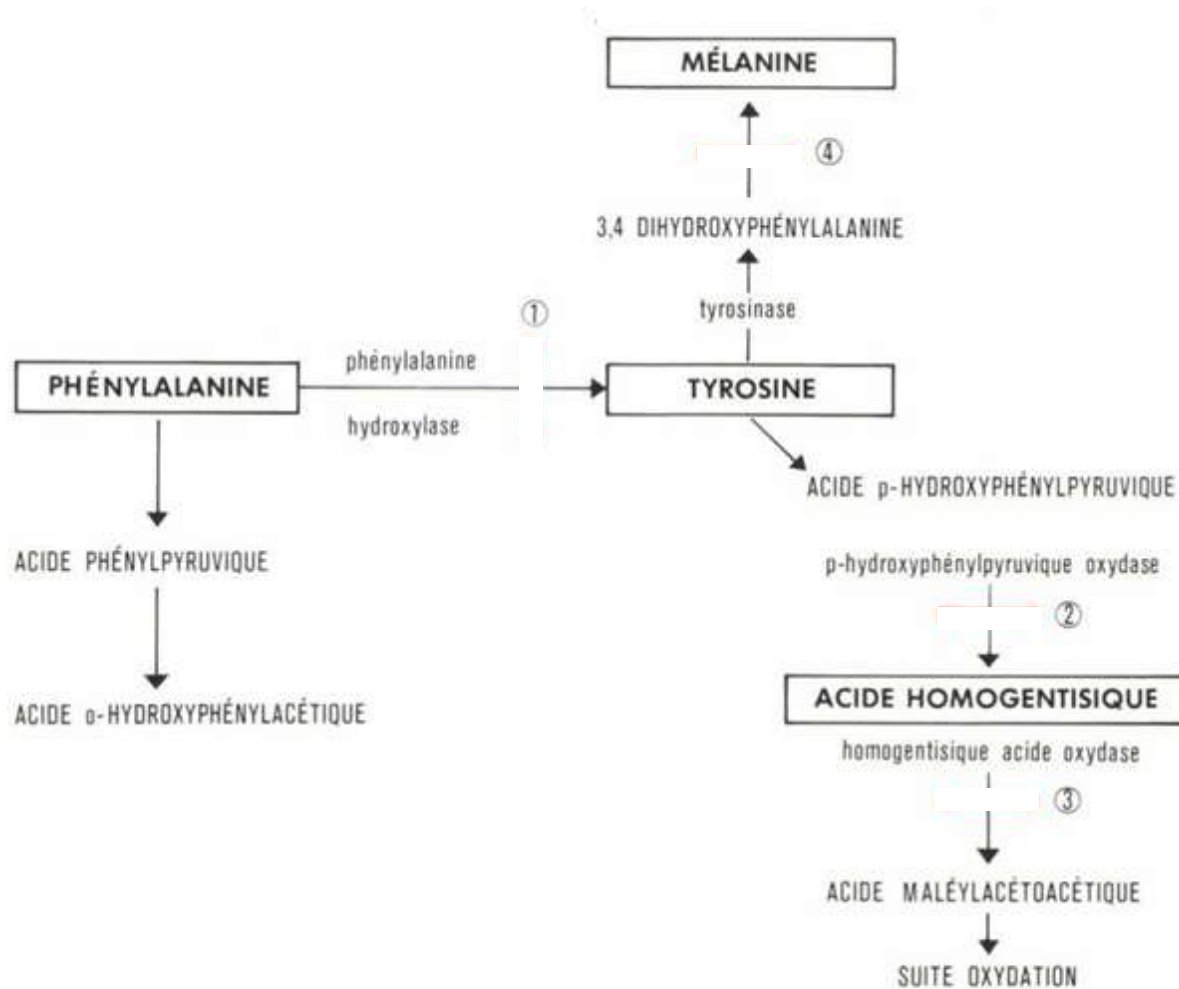 MÉLANINE
④
3,4 DIHYDROXYPHÉNYLALANINE
tyrosinase
①
phénylalanine
hydroxylase
PHÉNYLALANINE
TYROSINE
ACIDE p-HYDROXYPHÉNYLPYRUVIQUE
ACIDE PHÉNYLPYRUVIQUE
p-hydroxyphénylpyruvique oxydase
②
ACIDE HOMOGENTISIQUE
ACIDE o-HYDROXYPHÉNYLACÉTIQUE
homogentisique acide oxydase
③
ACIDE MALÉYLACÉTOACÉTIQUE
SUITE OXYDATION